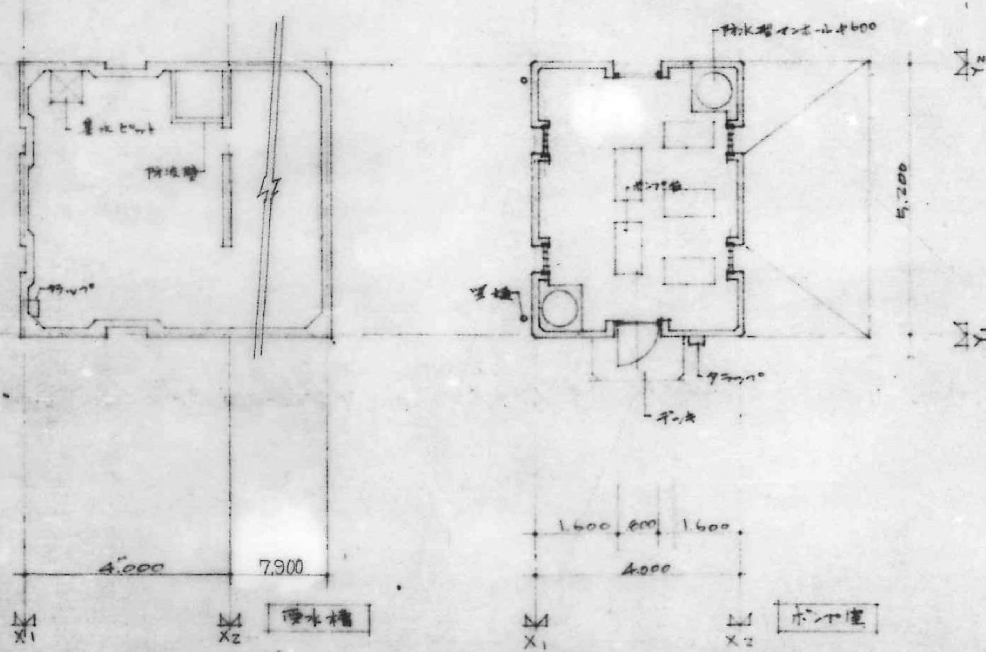 集水ピット
防波壁
タラップ
4.000
7.900
X1
X2
受水槽
防水型マンホールφ600
ポンプ台
Y2
5.200
Y1
タラップ
デッキ
1.600
800
1.600
4.000
X1
X2
ポンプ室